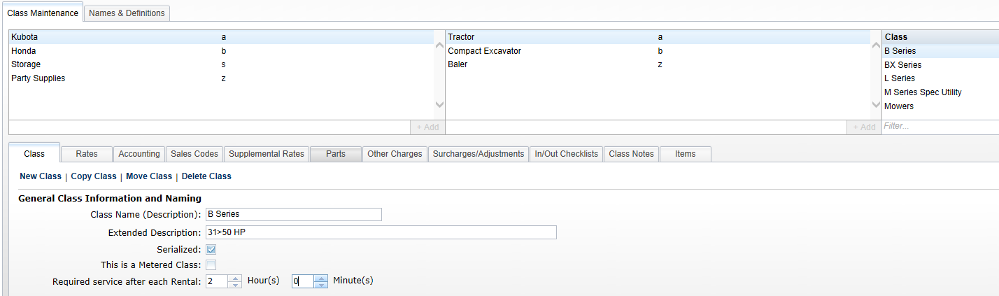 Class Maintenance Names & Definitions
Kubota a Tractor a Class
Honda b Compact Excavator b B Series
Storage s Baler z BX Series
Party Supplies z L Series
M Series Spec Utility
Mowers
+ Add + Add Filter...
Class Rates Accounting Sales Codes Supplemental Rates Parts Other Charges Surcharges/Adjustments In/Out Checklists Class Notes Items
New Class | Copy Class | Move Class | Delete Class
General Class Information and Naming
Class Name (Description): B Series
Extended Description: 31>50 HP
Serialized:
This is a Metered Class:
Required service after each Rental: 2 Hour(s) 0 Minute(s)